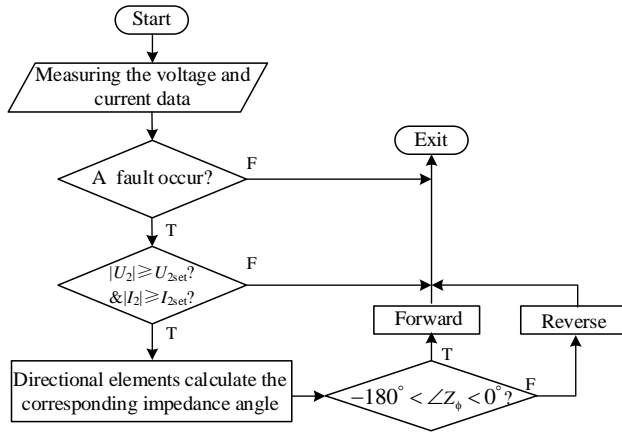 Start
Measuring the voltage and
current data
Exit
A fault occur?
F
T
|U₂|≥U₂set?
&|I₂|≥I₂set?
F
T
Forward
Reverse
Directional elements calculate the
corresponding impedance angle
−180° < ∠Zϕ < 0° ?
T
F